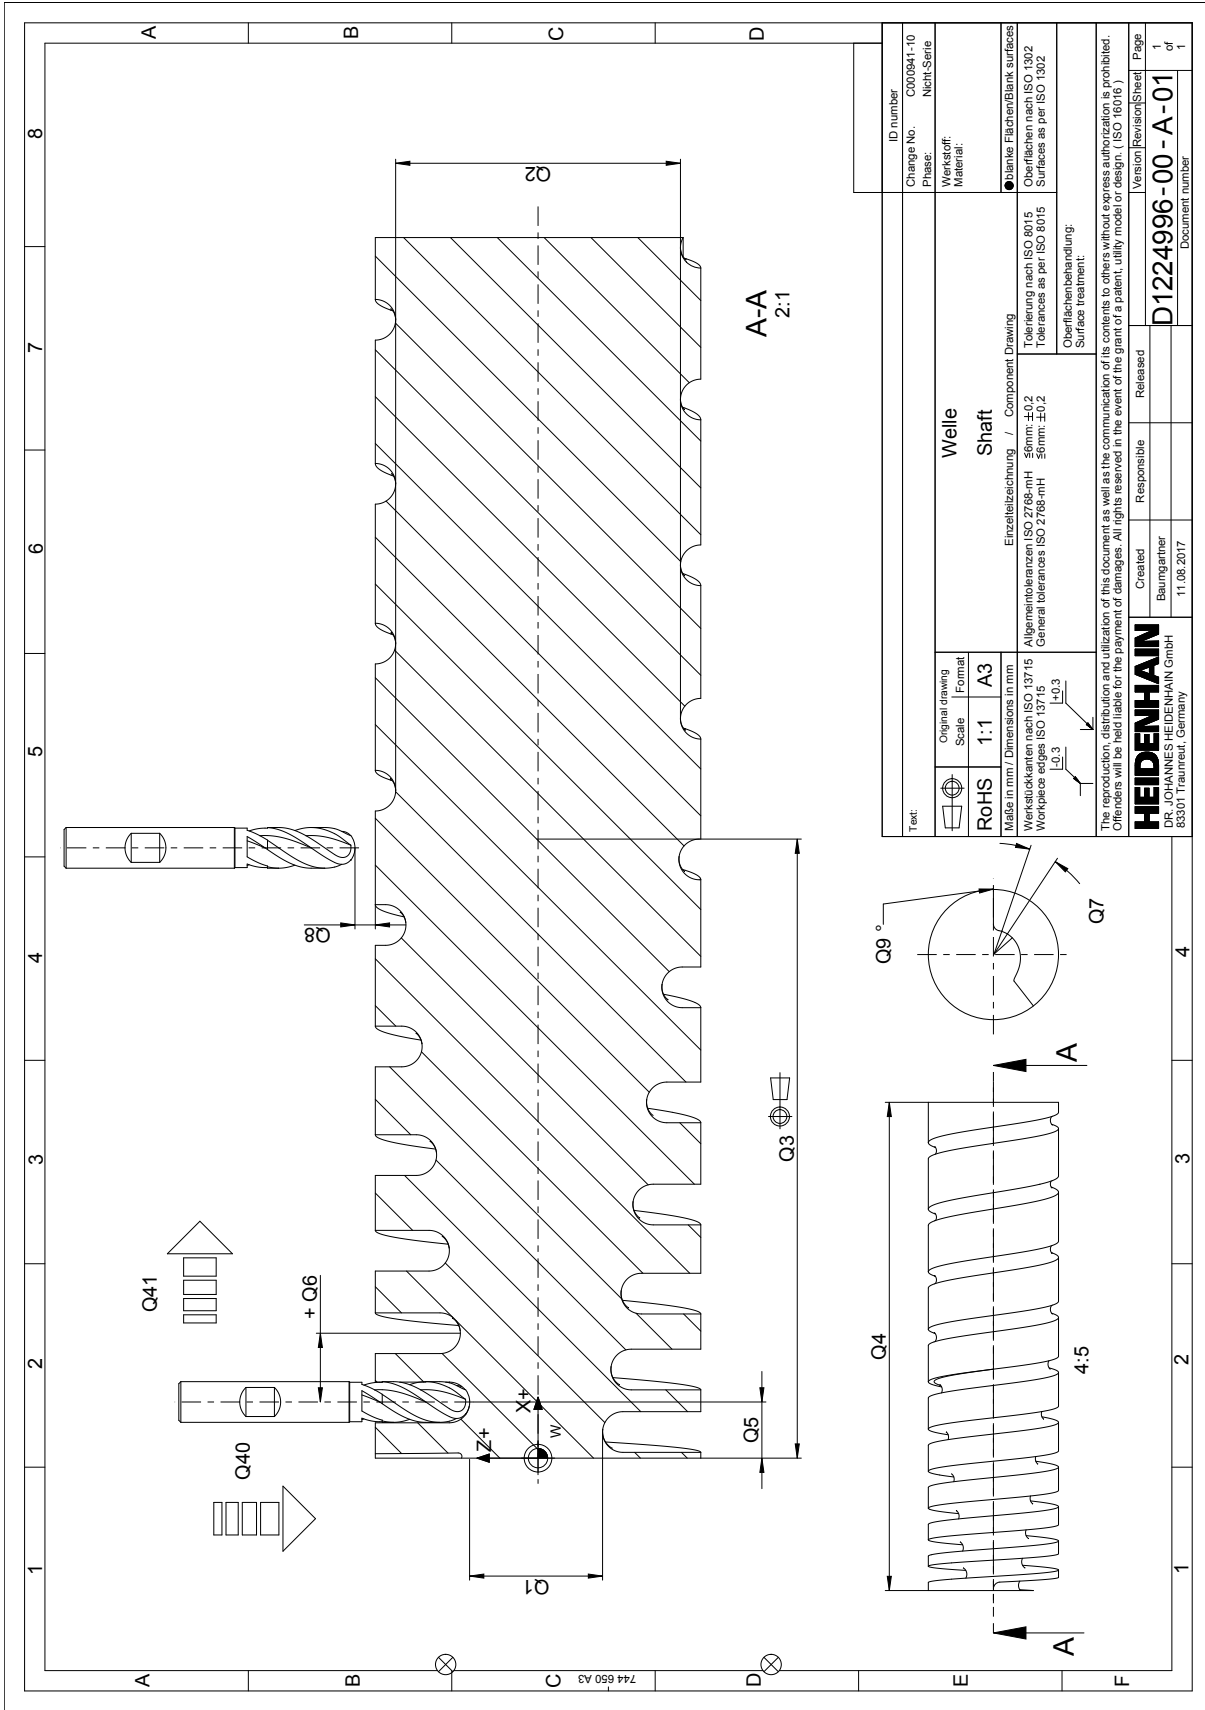 A
B
C
D
8
7
6
5
4
3
2
1
Q2
A-A
2:1
Q8
Q41
+ Q6
Q40
Z+
X+
W
Q1
Q5
Q3
Q4
4:5
A
A
Q9 °
Q7
A
B
C
D
E
F
744 650 A3
4
3
2
1
ID number
Change No. C000941-10
Phase: Nicht-Serie
Text:
Original drawing
Scale Format
RoHS 1:1 A3
Welle
Shaft
Werkstoff:
Material:
Einzelteilzeichnung / Component Drawing
blanke Flächen/Blank surfaces
Maße in mm / Dimensions in mm
Werkstückkanten nach ISO 13715
Workpiece edges ISO 13715
-0.3
+0.3
Allgemeintoleranzen ISO 2768-mH ≤6mm: ±0,2
General tolerances ISO 2768-mH ≤6mm: ±0,2
Tolerierung nach ISO 8015
Tolerances as per ISO 8015
Oberflächen nach ISO 1302
Surfaces as per ISO 1302
Oberflächenbehandlung:
Surface treatment:
The reproduction, distribution and utilization of this document as well as the communication of its contents to others without express authorization is prohibited.
Offenders will be held liable for the payment of damages. All rights reserved in the event of the grant of a patent, utility model or design. ( ISO 16016 )
HEIDENHAIN
DR. JOHANNES HEIDENHAIN GmbH
83301 Traunreut, Germany
Created Responsible Released
Baumgartner
11.08.2017
Version Revision Sheet Page
D1224996-00-A-01
Document number
1
of
1